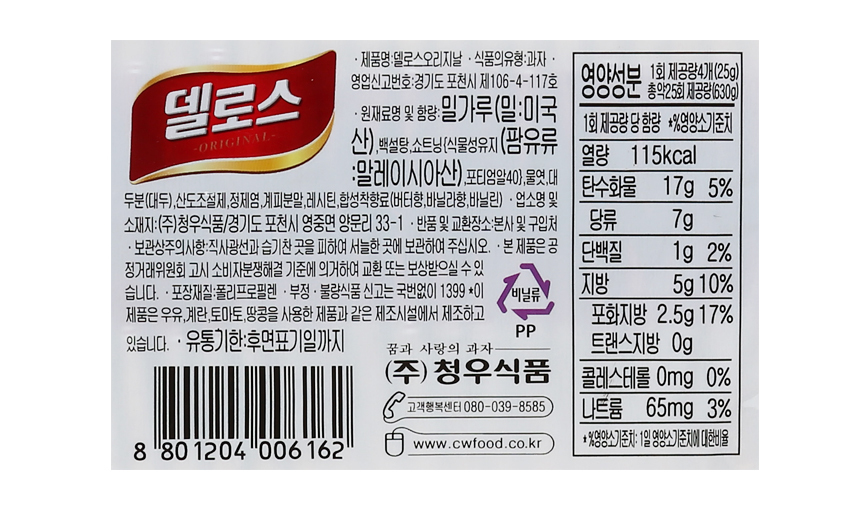 델로스
-ORIGINAL-
· 제품명:델로스오리지날 · 식품의유형:과자 ·
영업신고번호:경기도 포천시 제106-4-117호
· 원재료명 및 함량:밀가루(밀:미국
산),백설탕,쇼트닝{식물성유지(팜유류
:말레이시아산),포티엄알40},물엿,대
두분(대두),산도조절제,정제염,계피분말,레시틴,합성착향료(버터향,바닐라향,바닐린) · 업소명 및
소재지:(주)청우식품/경기도 포천시 영중면 양문리 33-1 · 반품 및 교환장소:본사 및 구입처
· 보관상주의사항:직사광선과 습기찬 곳을 피하여 서늘한 곳에 보관하여 주십시오. · 본 제품은 공
정거래위원회 고시 소비자분쟁해결 기준에 의거하여 교환 또는 보상받으실 수 있
습니다. · 포장재질:폴리프로필렌 · 부정 · 불량식품 신고는 국번없이 1399 *이
제품은 우유,계란,토마토,땅콩을 사용한 제품과 같은 제조시설에서 제조하고
있습니다. · 유통기한:후면표기일까지
비닐류
PP
꿈과 사랑의 과자
(주)청우식품
고객행복센터 080-039-8585
www.cwfood.co.kr
8 801204 006162
영양성분 1회 제공량4개(25g)
총약25회 제공량(630g)
1회 제공량 당 함량 *%영양소기준치
열량 115kcal
탄수화물 17g 5%
당류 7g
단백질 1g 2%
지방 5g 10%
포화지방 2.5g 17%
트랜스지방 0g
콜레스테롤 0mg 0%
나트륨 65mg 3%
*%영양소기준치: 1일 영양소기준치에 대한비율